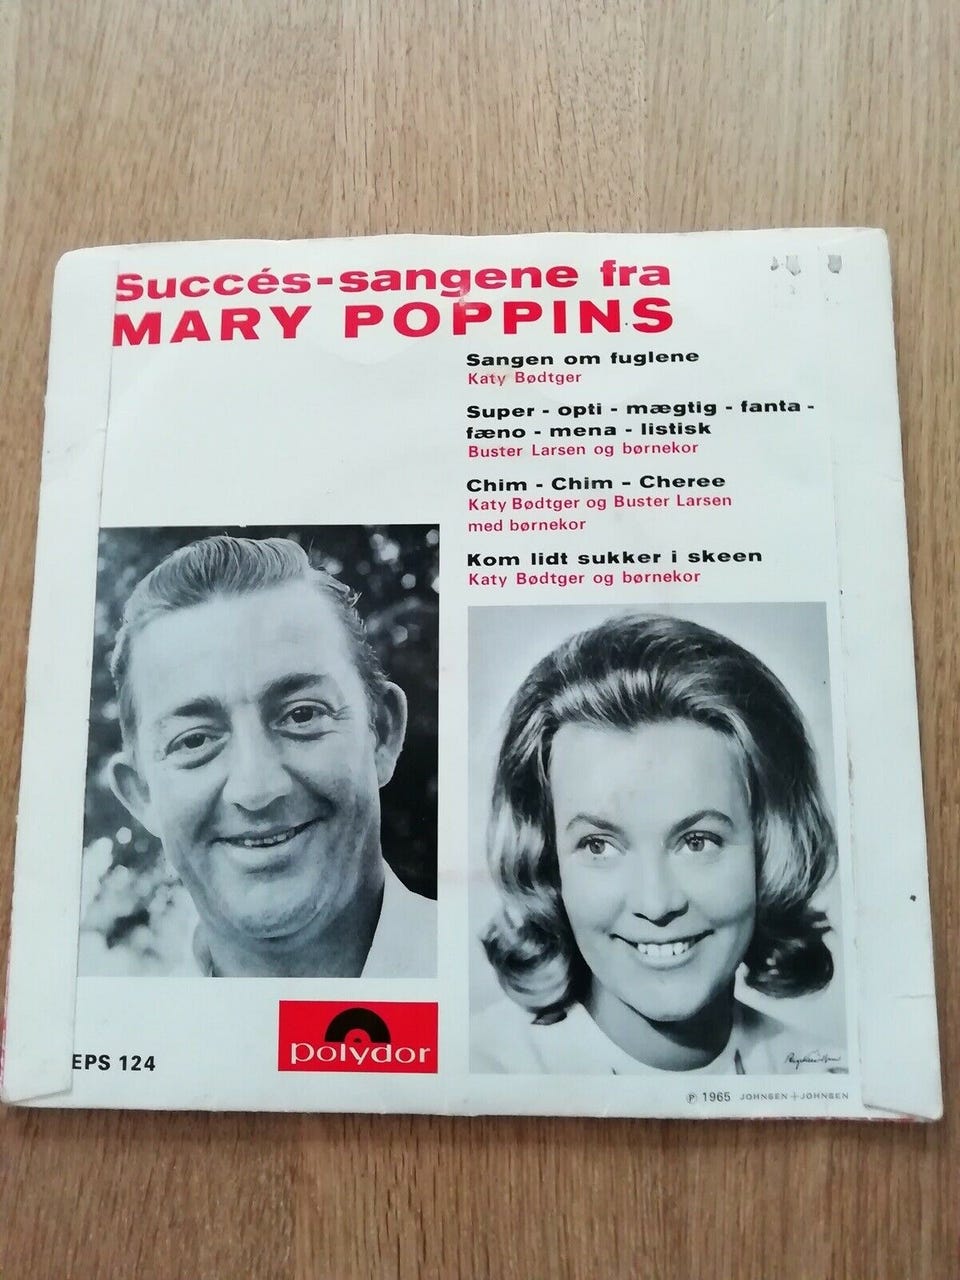 Succés-sangene fra
MARY POPPINS
Sangen om fuglene
Katy Bødtger
Super - opti - mægtig - fanta -
fæno - mena - listisk
Buster Larsen og børnekor
Chim - Chim - Cheree
Katy Bødtger og Buster Larsen
med børnekor
Kom lidt sukker i skeen
Katy Bødtger og børnekor
polydor
EPS 124
℗ 1965 JOHNSEN + JOHNSEN